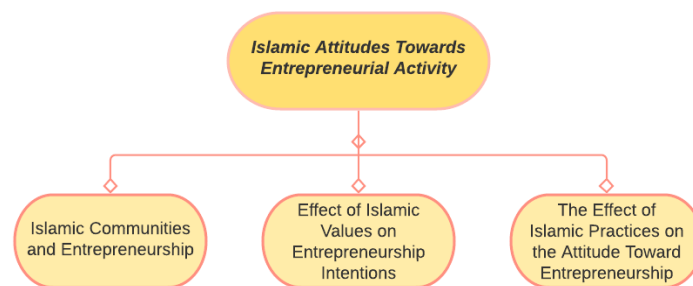 Islamic Attitudes Towards
Entrepreneurial Activity
Islamic Communities
and Entrepreneurship
Effect of Islamic
Values on
Entrepreneurship
Intentions
The Effect of
Islamic Practices on
the Attitude Toward
Entrepreneurship